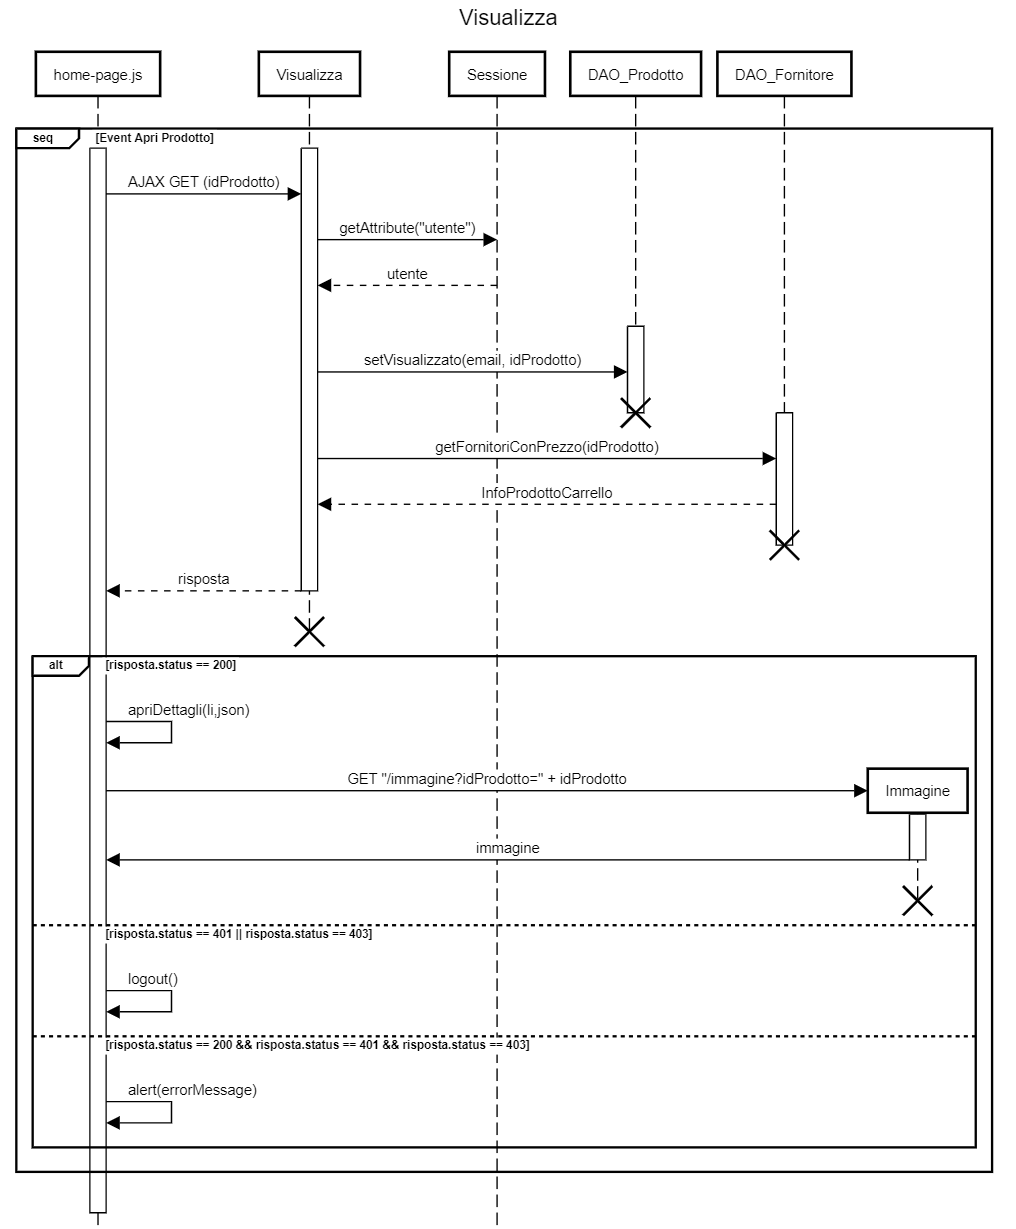 Visualizza
home-page.js
Visualizza
Sessione
DAO_Prodotto
DAO_Fornitore
seq
[Event Apri Prodotto]
AJAX GET (idProdotto)
getAttribute("utente")
utente
setVisualizzato(email, idProdotto)
getFornitoriConPrezzo(idProdotto)
InfoProdottoCarrello
risposta
alt
[risposta.status == 200]
apriDettagli(li,json)
GET "/immagine?idProdotto=" + idProdotto
Immagine
immagine
[risposta.status == 401 || risposta.status == 403]
logout()
[risposta.status == 200 && risposta.status == 401 && risposta.status == 403]
alert(errorMessage)